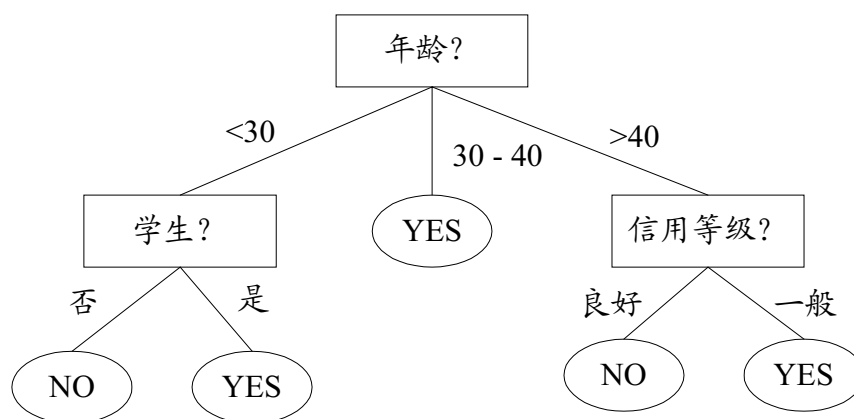 年龄?
<30
30 - 40
>40
学生?
YES
信用等级?
否
是
良好
一般
NO
YES
NO
YES